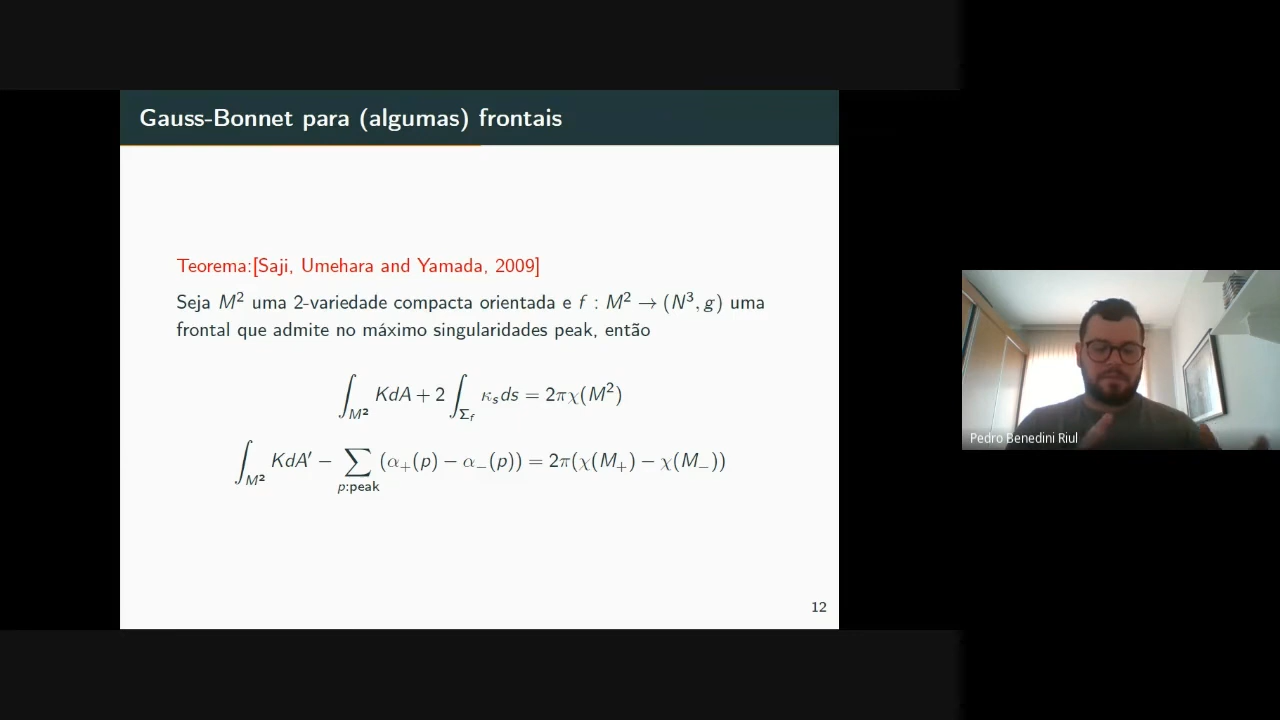 Gauss-Bonnet para (algumas) frontais
Teorema:[Saji, Umehara and Yamada, 2009]
Seja M² uma 2-variedade compacta orientada e f : M² → (N³, g) uma
frontal que admite no máximo singularidades peak, então
∫_{M²} KdA + 2 ∫_{Σ_f} κ_s ds = 2πχ(M²)
∫_{M²} KdA′ − ∑_{p:peak} (α₊(p) − α₋(p)) = 2π(χ(M₊) − χ(M₋))
Pedro Benedini Riul
12